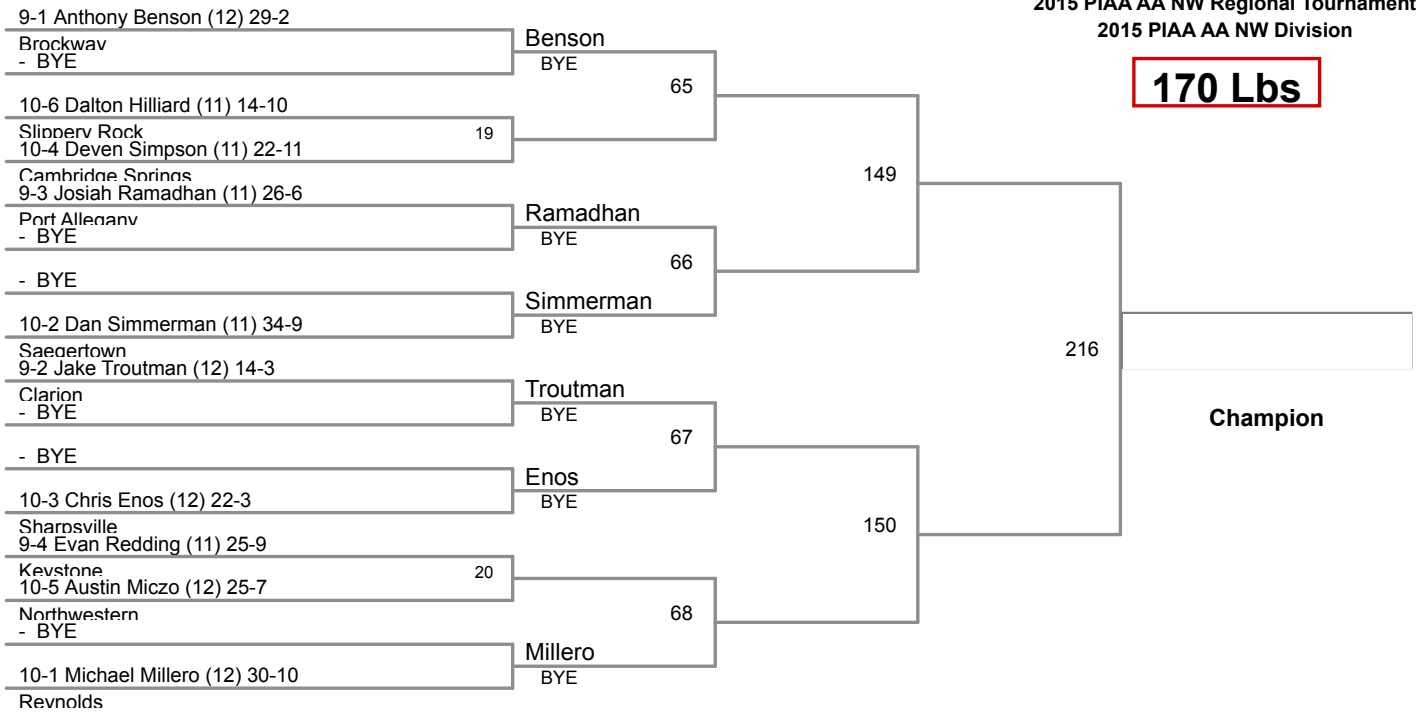 2015 PIAA AA NW Regional Tournament
2015 PIAA AA NW Division
170 Lbs
9-1 Anthony Benson (12) 29-2
Brockway
- BYE
10-6 Dalton Hilliard (11) 14-10
Slippery Rock
10-4 Deven Simpson (11) 22-11
Cambridge Springs
9-3 Josiah Ramadhan (11) 26-6
Port Allegany
- BYE
- BYE
10-2 Dan Simmerman (11) 34-9
Saegertown
9-2 Jake Troutman (12) 14-3
Clarion
- BYE
- BYE
10-3 Chris Enos (12) 22-3
Sharpsville
9-4 Evan Redding (11) 25-9
Keystone
10-5 Austin Miczo (12) 25-7
Northwestern
- BYE
10-1 Michael Millero (12) 30-10
Reynolds
19
20
Benson
BYE
Ramadhan
BYE
Simmerman
BYE
Troutman
BYE
Enos
BYE
Millero
BYE
65
66
67
68
149
150
216
Champion